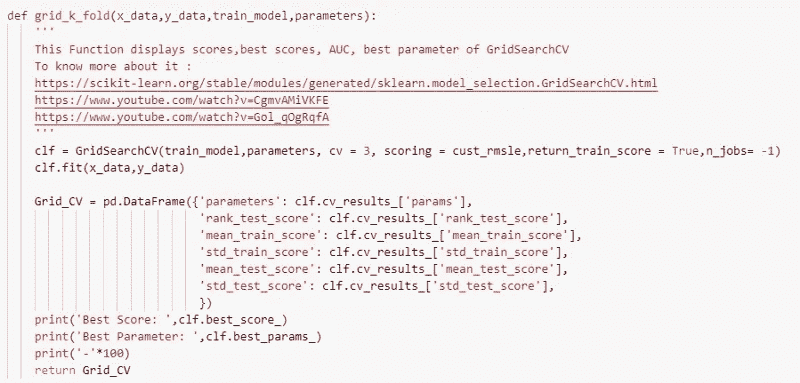 def grid_k_fold(x_data,y_data,train_model,parameters):
'''
This Function displays scores,best scores, AUC, best parameter of GridSearchCV
To know more about it :
https://scikit-learn.org/stable/modules/generated/sklearn.model_selection.GridSearchCV.html
https://www.youtube.com/watch?v=CgmvAMiVKFE
https://www.youtube.com/watch?v=Gol_qOgRqfA
'''
clf = GridSearchCV(train_model,parameters, cv = 3, scoring = cust_rmsle,return_train_score = True,n_jobs= -1)
clf.fit(x_data,y_data)
Grid_CV = pd.DataFrame({'parameters': clf.cv_results_['params'],
'rank_test_score': clf.cv_results_['rank_test_score'],
'mean_train_score': clf.cv_results_['mean_train_score'],
'std_train_score': clf.cv_results_['std_train_score'],
'mean_test_score': clf.cv_results_['mean_test_score'],
'std_test_score': clf.cv_results_['std_test_score'],
})
print('Best Score: ',clf.best_score_)
print('Best Parameter: ',clf.best_params_)
print('-'*100)
return Grid_CV